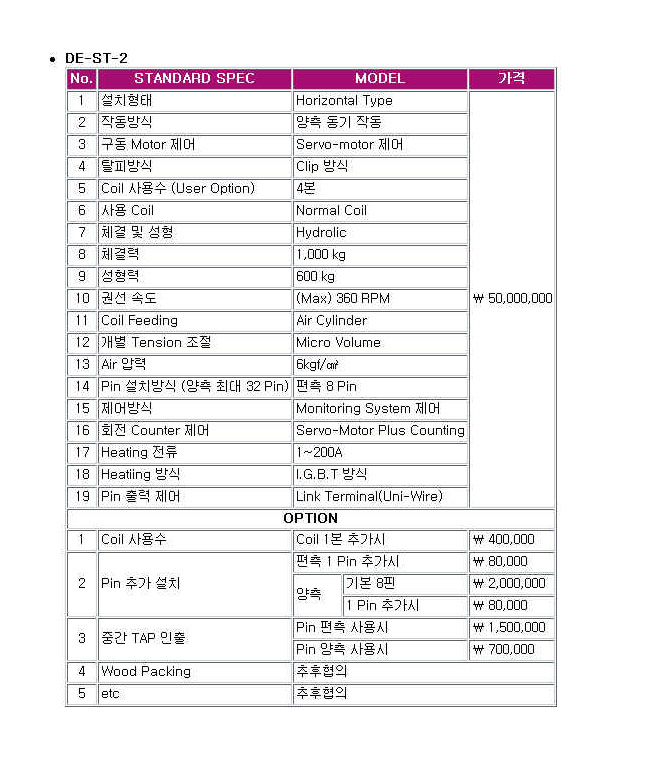 • DE-ST-2
No. STANDARD SPEC MODEL 가격
1 설치형태 Horizontal Type
2 작동방식 양측 동기 작동
3 구동 Motor 제어 Servo-motor 제어
4 탈피방식 Clip 방식
5 Coil 사용수 (User Option) 4본
6 사용 Coil Normal Coil
7 체결 및 성형 Hydrolic
8 체결력 1,000 kg
9 성형력 600 kg
10 권선 속도 (Max) 360 RPM ₩ 50,000,000
11 Coil Feeding Air Cylinder
12 개별 Tension 조절 Micro Volume
13 Air 압력 6kgf/㎠
14 Pin 설치방식 (양측 최대 32 Pin) 편측 8 Pin
15 제어방식 Monitoring System 제어
16 회전 Counter 제어 Servo-Motor Plus Counting
17 Heating 전류 1~200A
18 Heatiing 방식 I.G.B.T 방식
19 Pin 출력 제어 Link Terminal(Uni-Wire)
OPTION
1 Coil 사용수 Coil 1본 추가시 ₩ 400,000
2 Pin 추가 설치 편측 1 Pin 추가시 ₩ 80,000
양측 기본 8핀 ₩ 2,000,000
1 Pin 추가시 ₩ 80,000
3 중간 TAP 인출 Pin 편측 사용시 ₩ 1,500,000
Pin 양측 사용시 ₩ 700,000
4 Wood Packing 추후협의
5 etc 추후협의